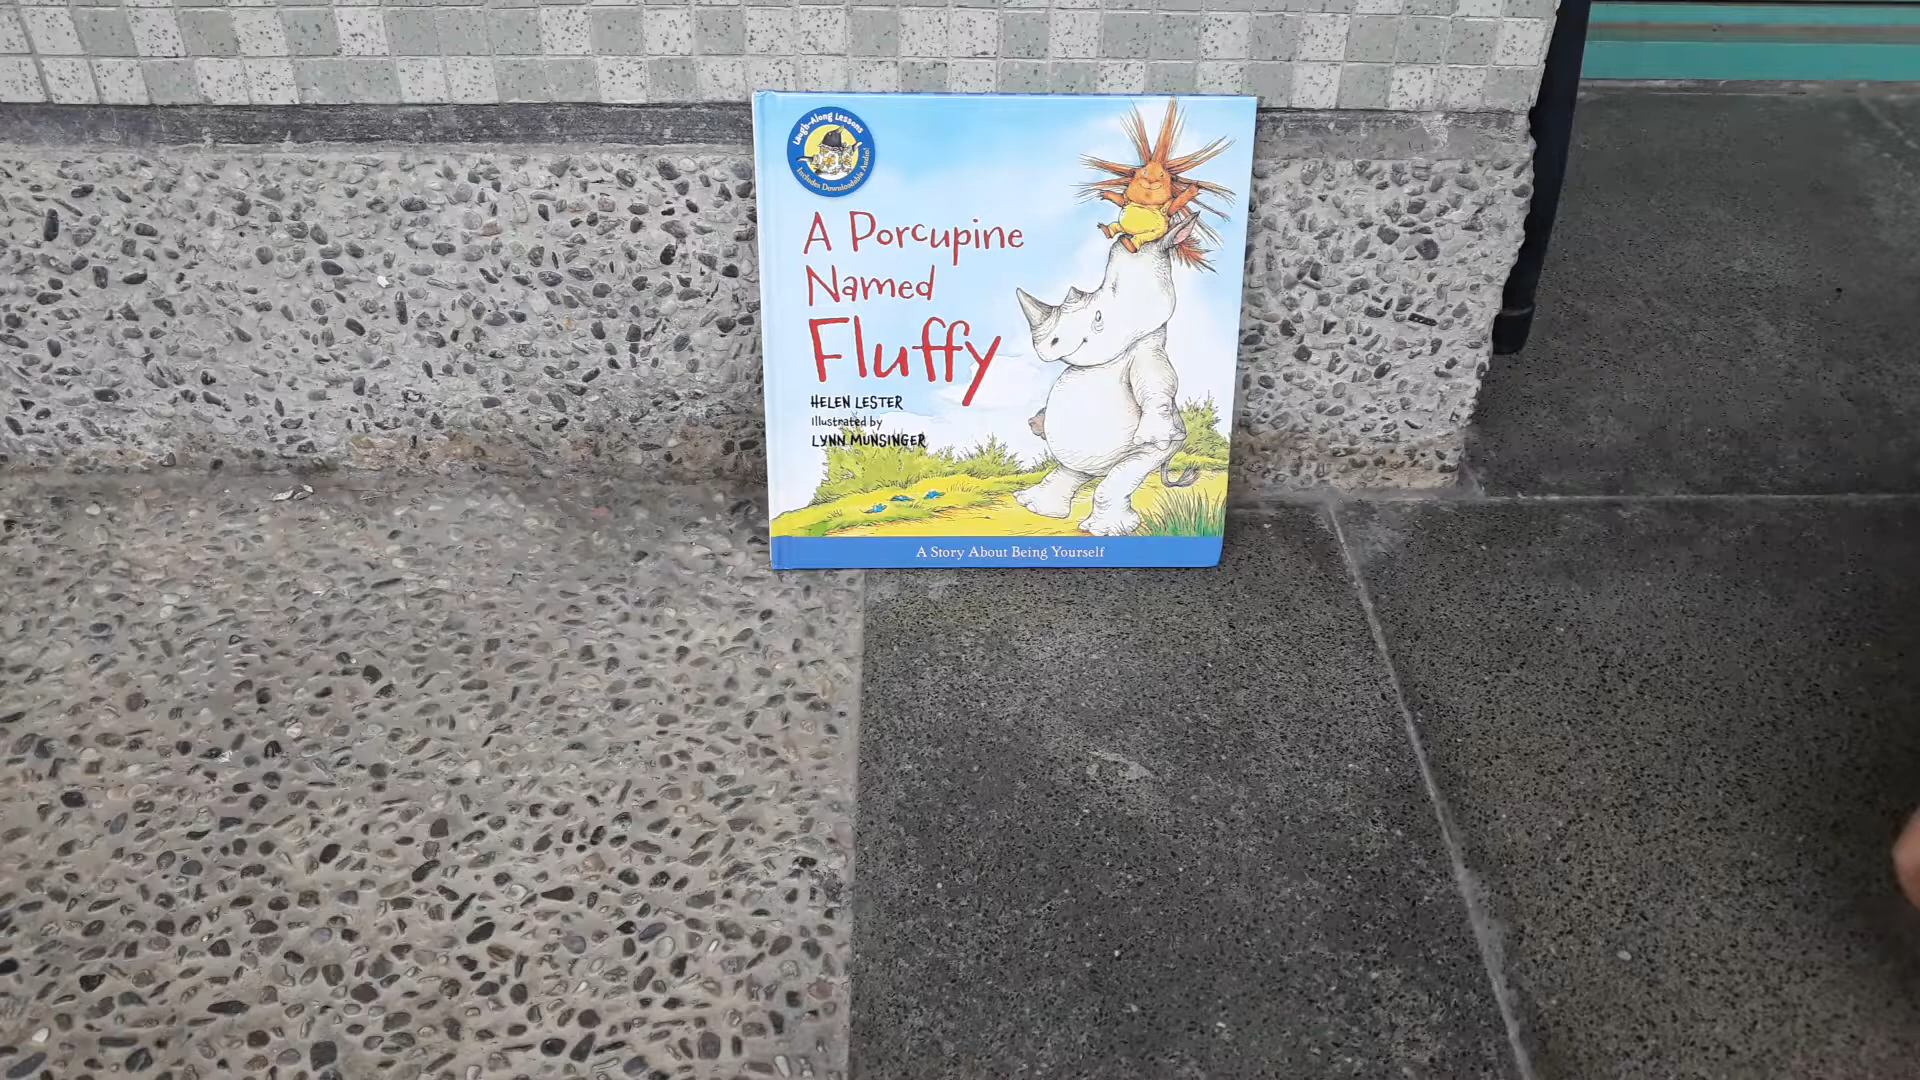 Laugh-Along Lessons
Includes Downloadable Audio!
A Porcupine
Named
Fluffy
HELEN LESTER
Illustrated by
LYNN MUNSINGER
A Story About Being Yourself